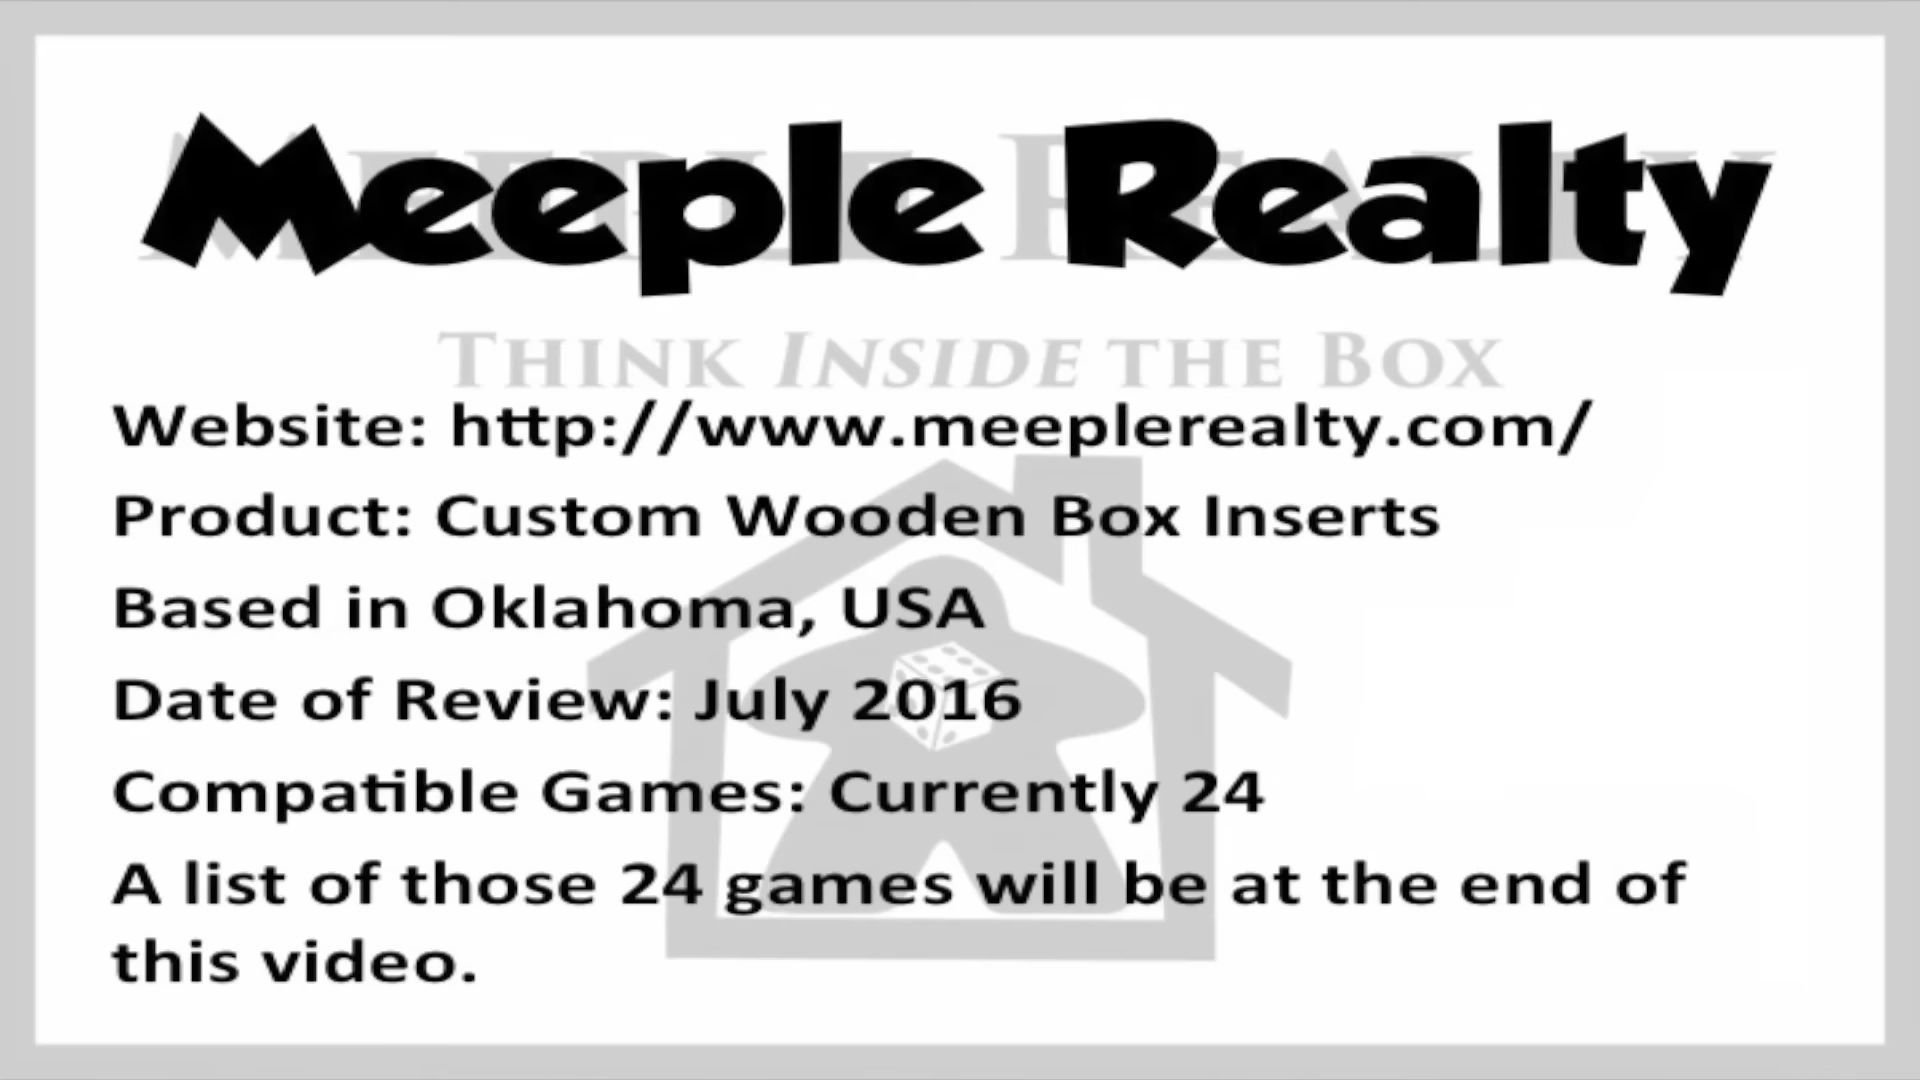 Meeple Realty
MEEPLE REALTY
THINK INSIDE THE BOX
Website: http://www.meeplerealty.com/
Product: Custom Wooden Box Inserts
Based in Oklahoma, USA
Date of Review: July 2016
Compatible Games: Currently 24
A list of those 24 games will be at the end of
this video.